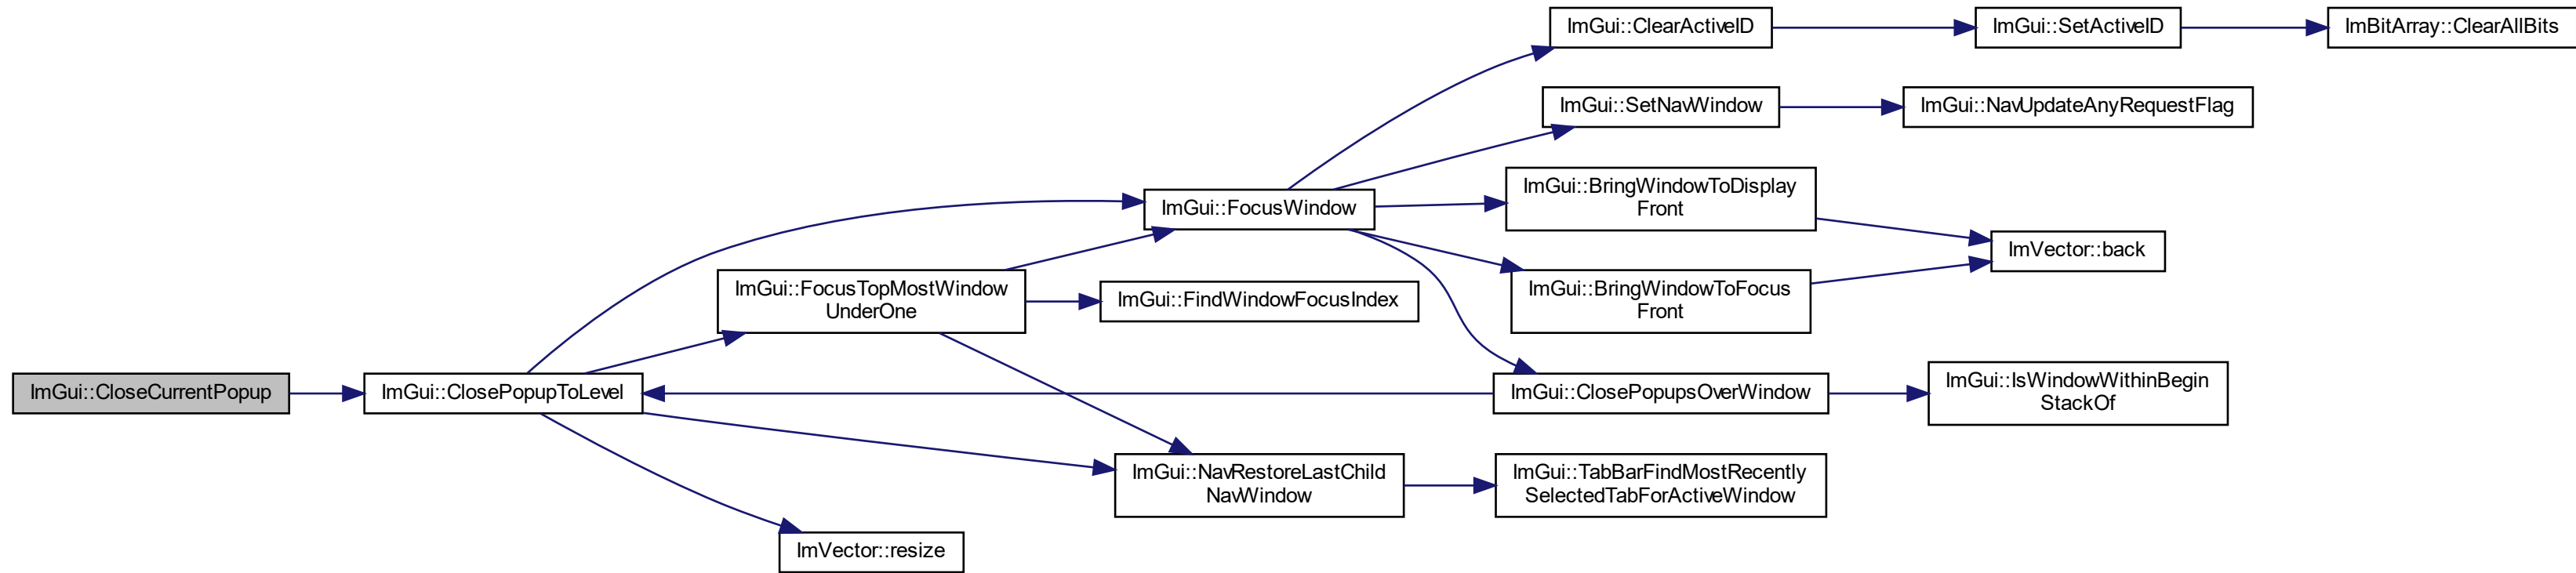 ImGui::CloseCurrentPopup
ImGui::ClosePopupToLevel
ImGui::FocusTopMostWindow
UnderOne
ImVector::resize
ImGui::FocusWindow
ImGui::FindWindowFocusIndex
ImGui::NavRestoreLastChild
NavWindow
ImGui::ClearActiveID
ImGui::SetNavWindow
ImGui::BringWindowToDisplay
Front
ImGui::BringWindowToFocus
Front
ImGui::ClosePopupsOverWindow
ImGui::TabBarFindMostRecently
SelectedTabForActiveWindow
ImGui::SetActiveID
ImGui::NavUpdateAnyRequestFlag
ImVector::back
ImGui::IsWindowWithinBegin
StackOf
ImBitArray::ClearAllBits